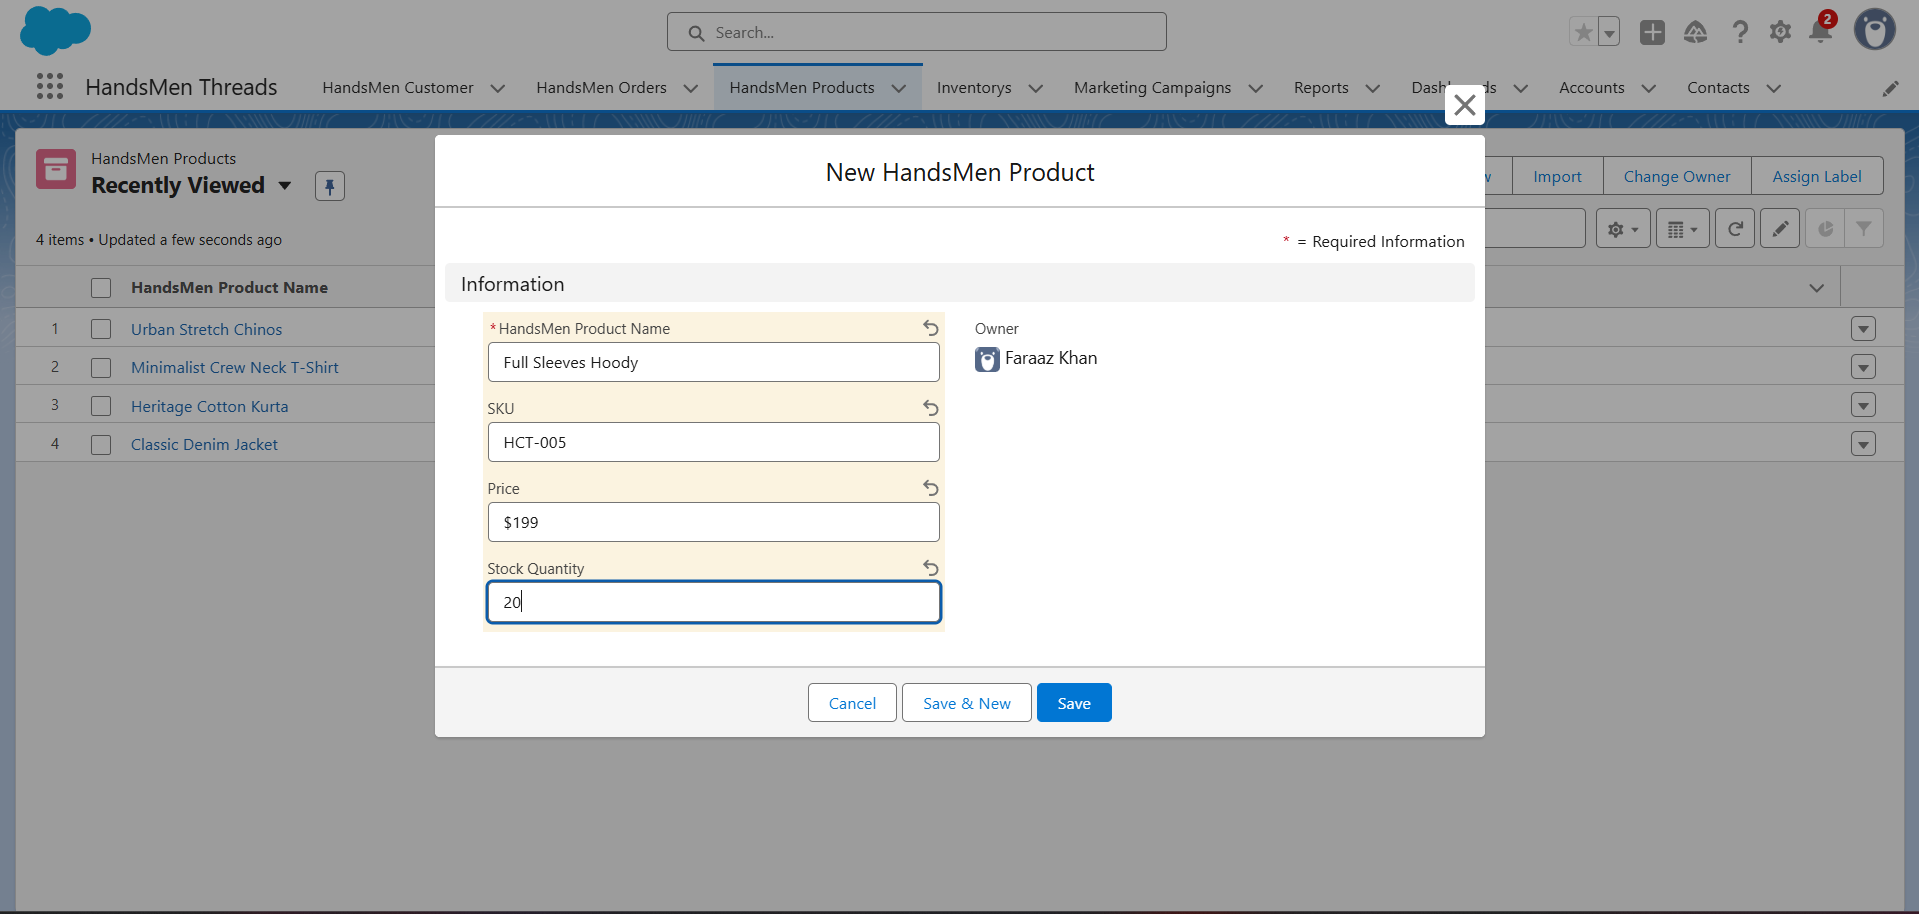 Search...
2
HandsMen Threads
HandsMen Customer
HandsMen Orders
HandsMen Products
Inventorys
Marketing Campaigns
Reports
Accounts
Contacts
HandsMen Products
Recently Viewed
Import
Change Owner
Assign Label
4 items • Updated a few seconds ago
HandsMen Product Name
1 Urban Stretch Chinos
2 Minimalist Crew Neck T-Shirt
3 Heritage Cotton Kurta
4 Classic Denim Jacket
New HandsMen Product
* = Required Information
Information
*HandsMen Product Name
Full Sleeves Hoody
Owner
Faraaz Khan
SKU
HCT-005
Price
$199
Stock Quantity
20
Cancel
Save & New
Save